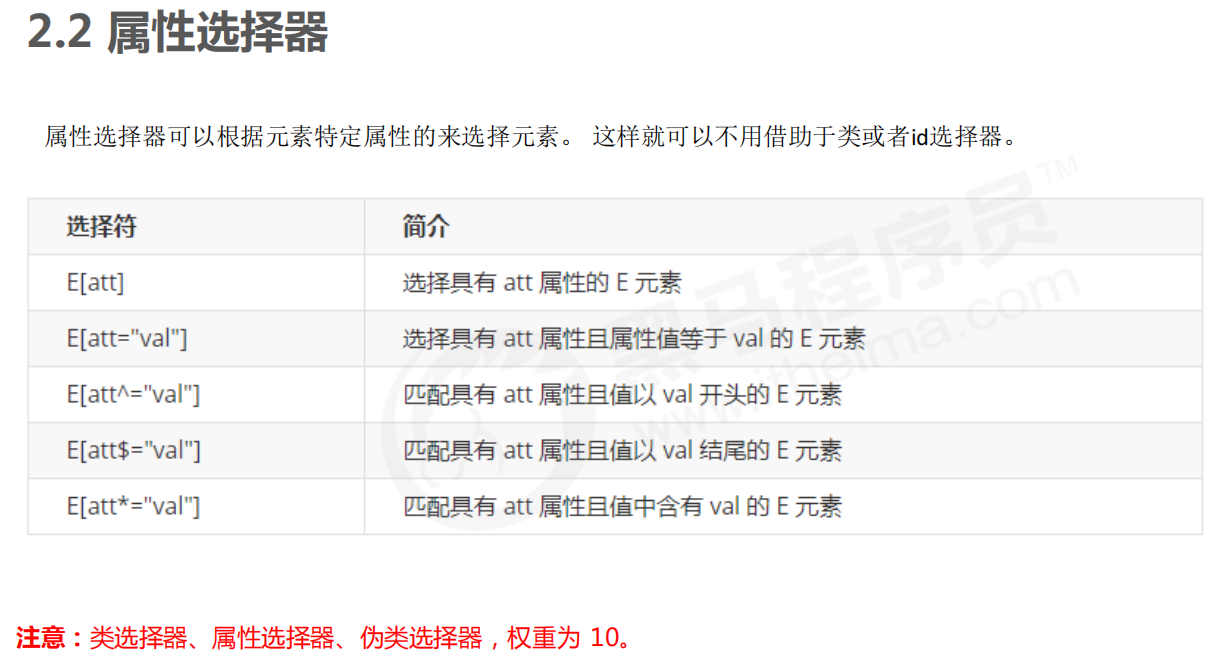 2.2 属性选择器
属性选择器可以根据元素特定属性的来选择元素。 这样就可以不用借助于类或者id选择器。
选择符 简介
E[att] 选择具有 att 属性的 E 元素
E[att="val"] 选择具有 att 属性且属性值等于 val 的 E 元素
E[att^="val"] 匹配具有 att 属性且值以 val 开头的 E 元素
E[att$="val"] 匹配具有 att 属性且值以 val 结尾的 E 元素
E[att*="val"] 匹配具有 att 属性且值中含有 val 的 E 元素
黑马程序员™
www.itheima.com
注意：类选择器、属性选择器、伪类选择器，权重为 10。